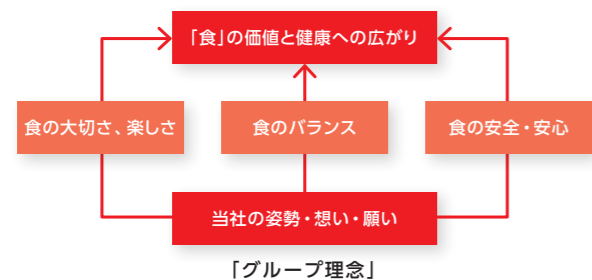 「食」の価値と健康への広がり
食の大切さ、楽しさ
食のバランス
食の安全・安心
当社の姿勢・想い・願い
「グループ理念」